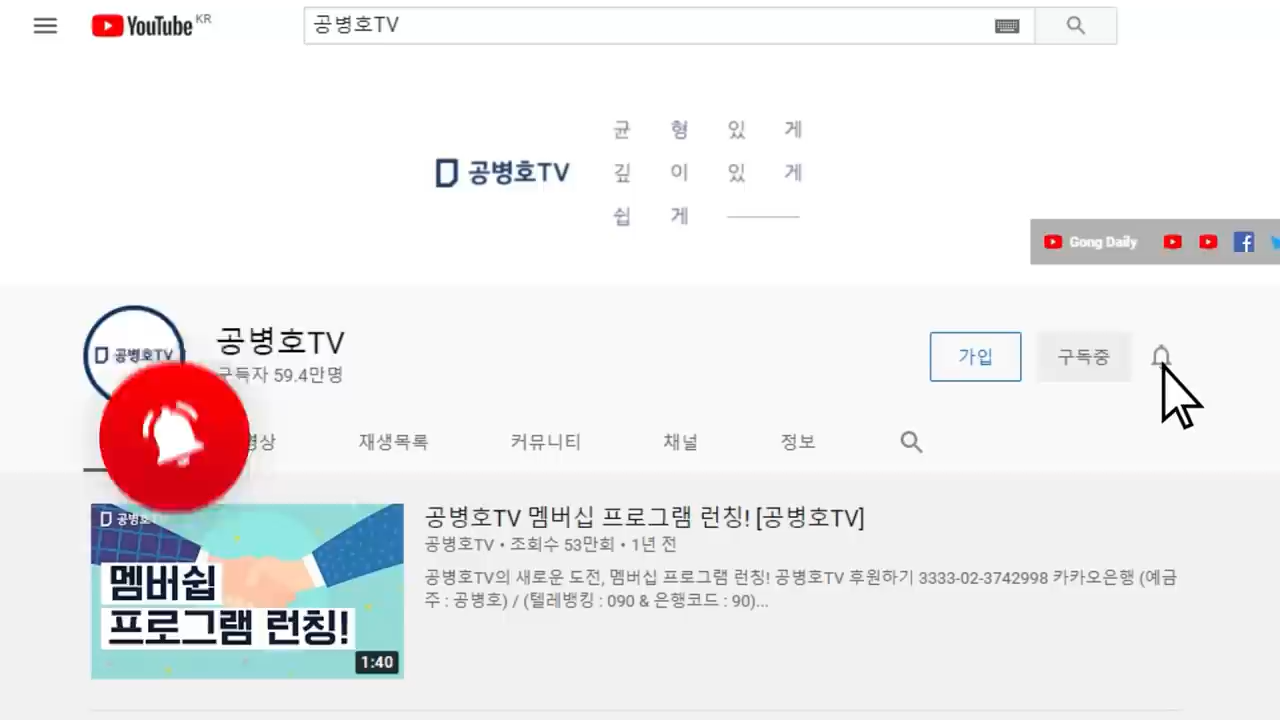 YouTube KR
공병호TV
균 형 있 게
공병호TV
깊 이 있 게
쉽 게
Gong Daily
공병호TV
공병호TV
구독자 59.4만명
가입
구독중
영상
재생목록
커뮤니티
채널
정보
공병호
멤버쉽
프로그램 런칭!
1:40
공병호TV 멤버십 프로그램 런칭! [공병호TV]
공병호TV • 조회수 53만회 • 1년 전
공병호TV의 새로운 도전, 멤버십 프로그램 런칭! 공병호TV 후원하기 3333-02-3742998 카카오은행 (예금
주 : 공병호) / (텔레뱅킹 : 090 & 은행코드 : 90)...